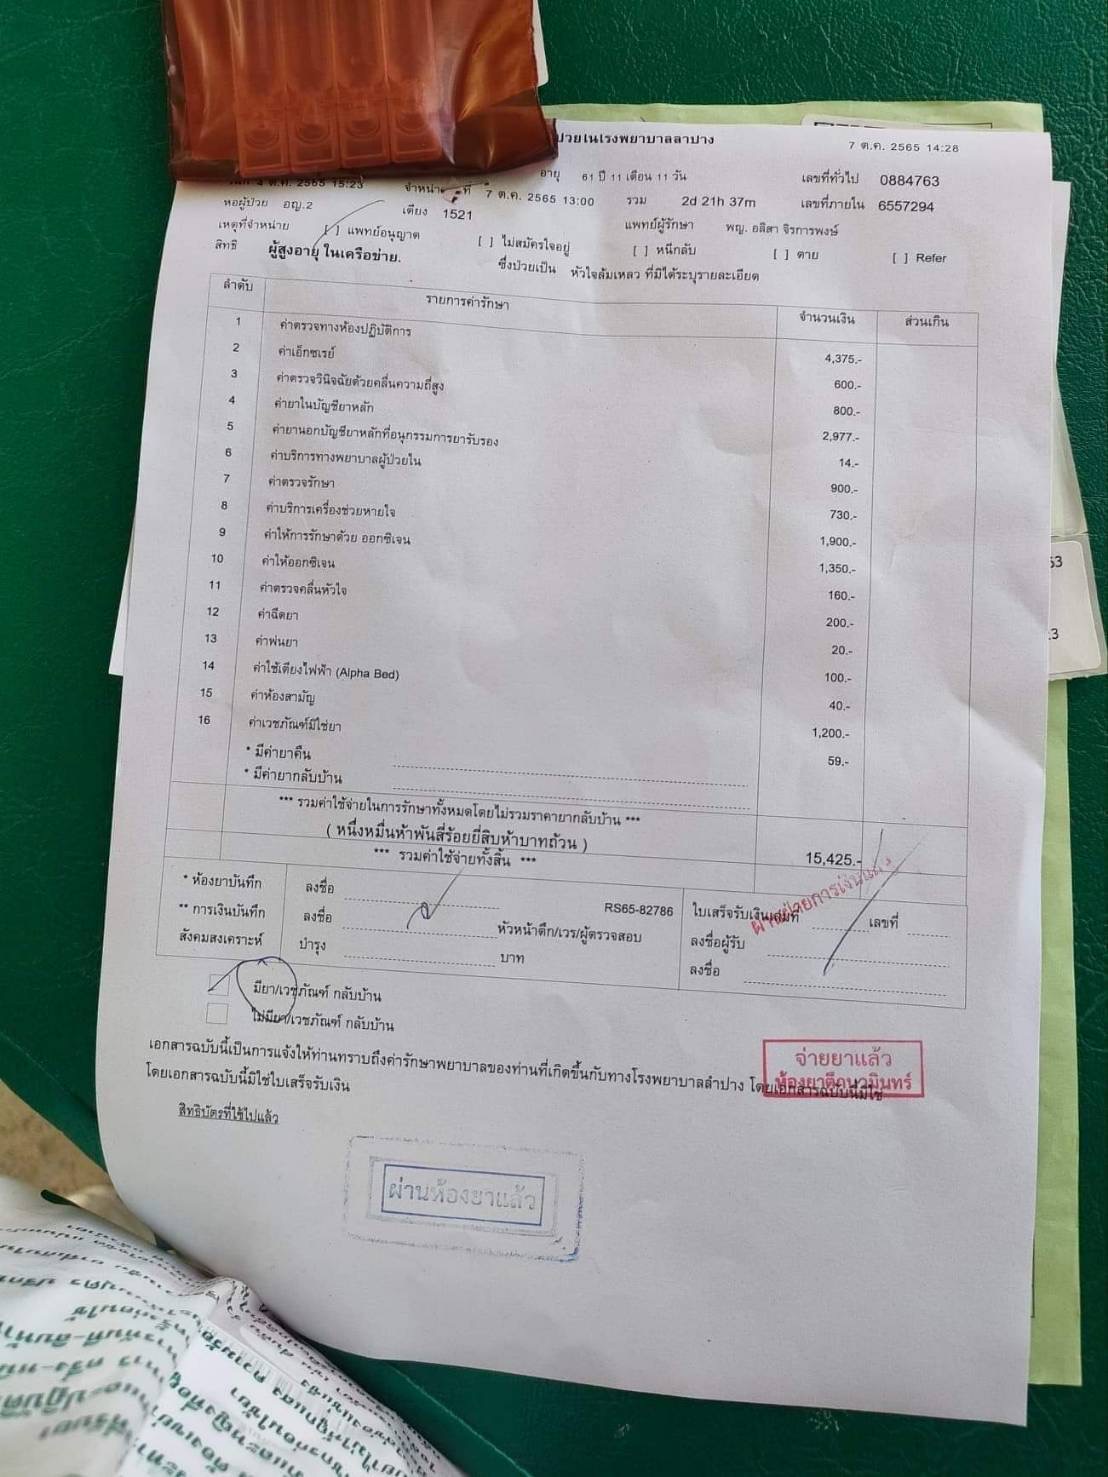 ป่วยในโรงพยาบาลลำปาง
7 ต.ค. 2565 14:28
อายุ 61 ปี 11 เดือน 11 วัน
เลขที่ทั่วไป 0884763
4 ต.ค. 2565 15:23 จำหน่าย ที่ 7 ต.ค. 2565 13:00 รวม 2d 21h 37m เลขที่ภายใน 6557294
หอผู้ป่วย อญ.2 เตียง 1521 แพทย์ผู้รักษา พญ. อลิสา จิรการพงษ์
เหตุที่จำหน่าย [ ] แพทย์อนุญาต [ ] ไม่สมัครใจอยู่ [ ] หนีกลับ [ ] ตาย [ ] Refer
สิทธิ ผู้สูงอายุ ในเครือข่าย. ซึ่งป่วยเป็น หัวใจล้มเหลว ที่มิได้ระบุรายละเอียด
ลำดับ รายการค่ารักษา จำนวนเงิน ส่วนเกิน
1 ค่าตรวจทางห้องปฏิบัติการ 4,375.-
2 ค่าเอ็กซเรย์ 600.-
3 ค่าตรวจวินิจฉัยด้วยคลื่นความถี่สูง 800.-
4 ค่ายาในบัญชียาหลัก 2,977.-
5 ค่ายานอกบัญชียาหลักที่อนุกรรมการยารับรอง 14.-
6 ค่าบริการทางพยาบาลผู้ป่วยใน 900.-
7 ค่าตรวจรักษา 730.-
8 ค่าบริการเครื่องช่วยหายใจ 1,900.-
9 ค่าให้การรักษาด้วย ออกซิเจน 1,350.-
10 ค่าให้ออกซิเจน 160.-
11 ค่าตรวจคลื่นหัวใจ 200.-
12 ค่าฉีดยา 20.-
13 ค่าพ่นยา 100.-
14 ค่าใช้เตียงไฟฟ้า (Alpha Bed) 40.-
15 ค่าห้องสามัญ 1,200.-
16 ค่าเวชภัณฑ์มิใช่ยา 59.-
* มีค่ายาคืน
* มีค่ายากลับบ้าน
*** รวมค่าใช้จ่ายในการรักษาทั้งหมดโดยไม่รวมราคายากลับบ้าน ***
( หนึ่งหมื่นห้าพันสี่ร้อยยี่สิบห้าบาทถ้วน ) 15,425.-
*** รวมค่าใช้จ่ายทั้งสิ้น ***
* ห้องยาบันทึก ลงชื่อ RS65-82786 ใบเสร็จรับเงินเล่มที่ เลขที่
** การเงินบันทึก ลงชื่อ หัวหน้าตึก/เวร/ผู้ตรวจสอบ ลงชื่อผู้รับ
สังคมสงเคราะห์ บำรุง บาท ลงชื่อ
มียา/เวชภัณฑ์ กลับบ้าน
ไม่มียา/เวชภัณฑ์ กลับบ้าน
เอกสารฉบับนี้เป็นการแจ้งให้ท่านทราบถึงค่ารักษาพยาบาลของท่านที่เกิดขึ้นกับทางโรงพยาบาลลำปาง โดยเอกสารฉบับนี้มิใช่
โดยเอกสารฉบับนี้มิใช่ใบเสร็จรับเงิน
จ่ายยาแล้ว
ห้องยาตึกนวมินทร์
สิทธิบัตรที่ใช้ไปแล้ว
ผ่านห้องยาแล้ว